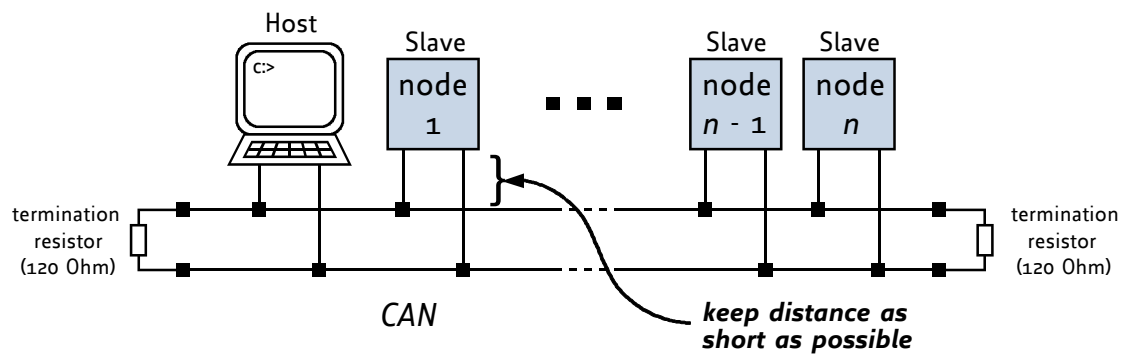 Host
C:>
Slave
node
1
Slave
node
n - 1
Slave
node
n
termination
resistor
(120 Ohm)
termination
resistor
(120 Ohm)
CAN
keep distance as
short as possible